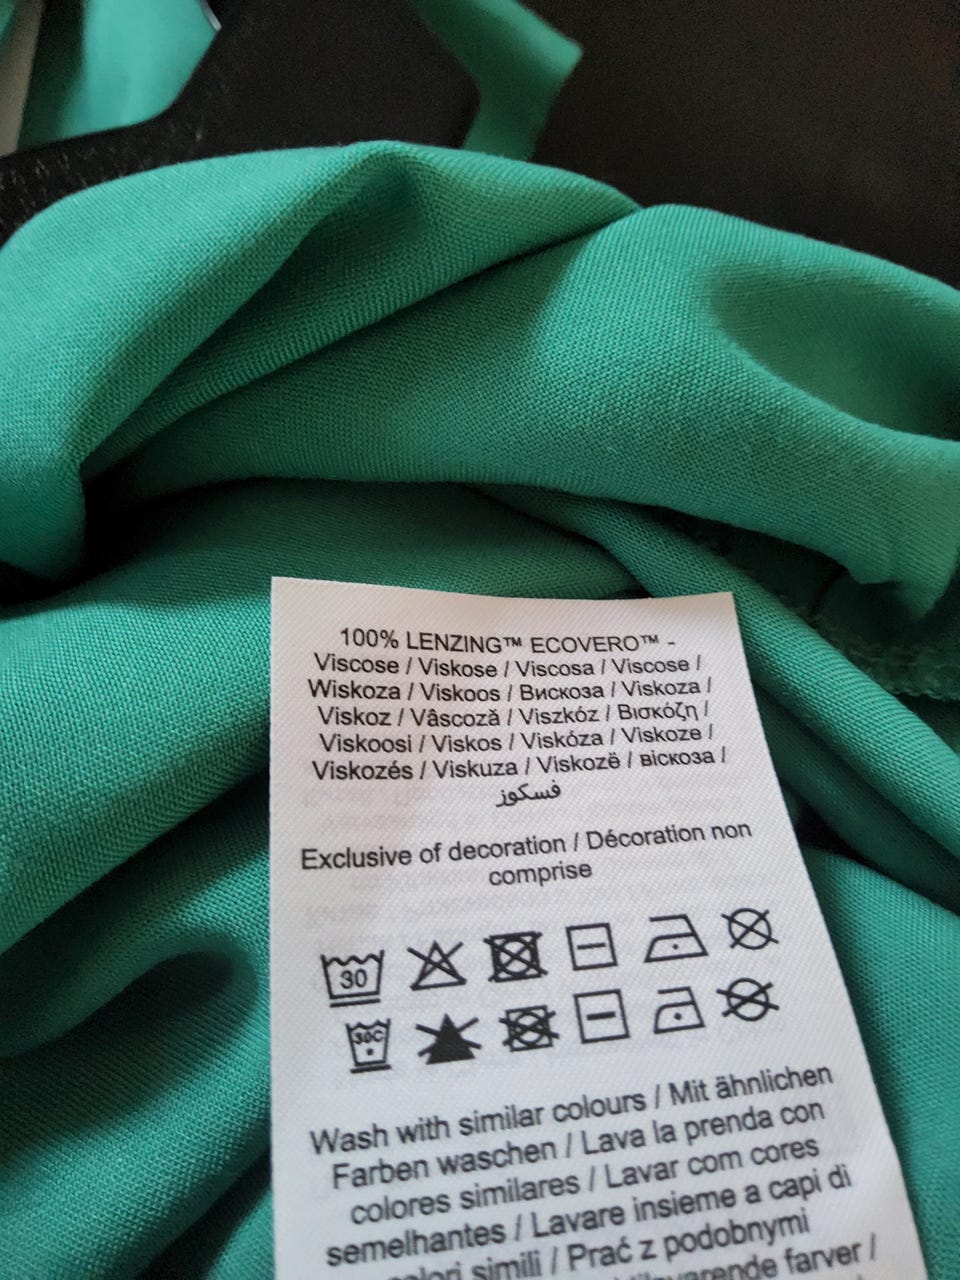 100% LENZING™ ECOVERO™ -
Viscose / Viskose / Viscosa / Viscose /
Wiskoza / Viskoos / Вискоза / Viskoza /
Viskoz / Vâscoză / Viszkóz / Βισκόζη /
Viskoosi / Viskos / Viskóza / Viskoze /
Viskozés / Viskuza / Viskozë / віскоза /
فسكوز
Exclusive of decoration / Décoration non
comprise
30
30C
Wash with similar colours / Mit ähnlichen
Farben waschen / Lava la prenda con
colores similares / Lavar com cores
semelhantes / Lavare insieme a capi di
simili / Prać z podobnymi
farver /